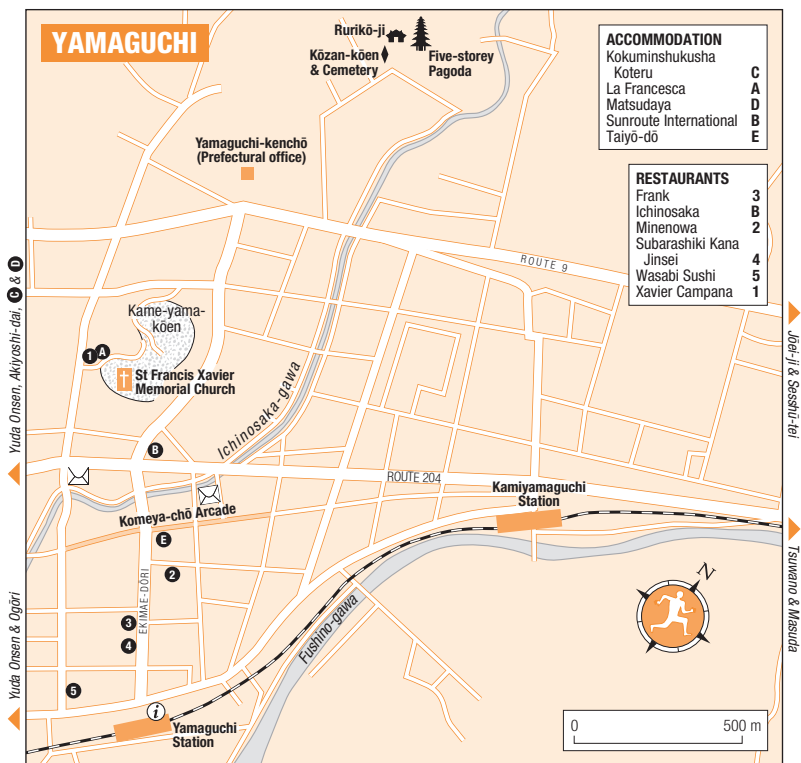 YAMAGUCHI
Rurikō-ji
Kōzan-kōen
& Cemetery
Five-storey
Pagoda
ACCOMMODATION
Kokuminshukusha
Koteru C
La Francesca A
Matsudaya D
Sunroute International B
Taiyō-dō E
RESTAURANTS
Frank 3
Ichinosaka B
Minenowa 2
Subarashiki Kana
Jinsei 4
Wasabi Sushi 5
Xavier Campana 1
Yamaguchi-kenchō
(Prefectural office)
ROUTE 9
Yuda Onsen, Akiyoshi-dai, C & D
Jōei-ji & Sesshū-tei
Kame-yama-
kōen
1 A
St Francis Xavier
Memorial Church
Ichinosaka-gawa
B
ROUTE 204
Kamiyamaguchi
Station
Komeya-chō Arcade
E
2
EKIMAE-DŌRI
3
4
5
Fushino-gawa
Tsuwano & Masuda
Yuda Onsen & Ogōri
N
i
Yamaguchi
Station
0 500 m